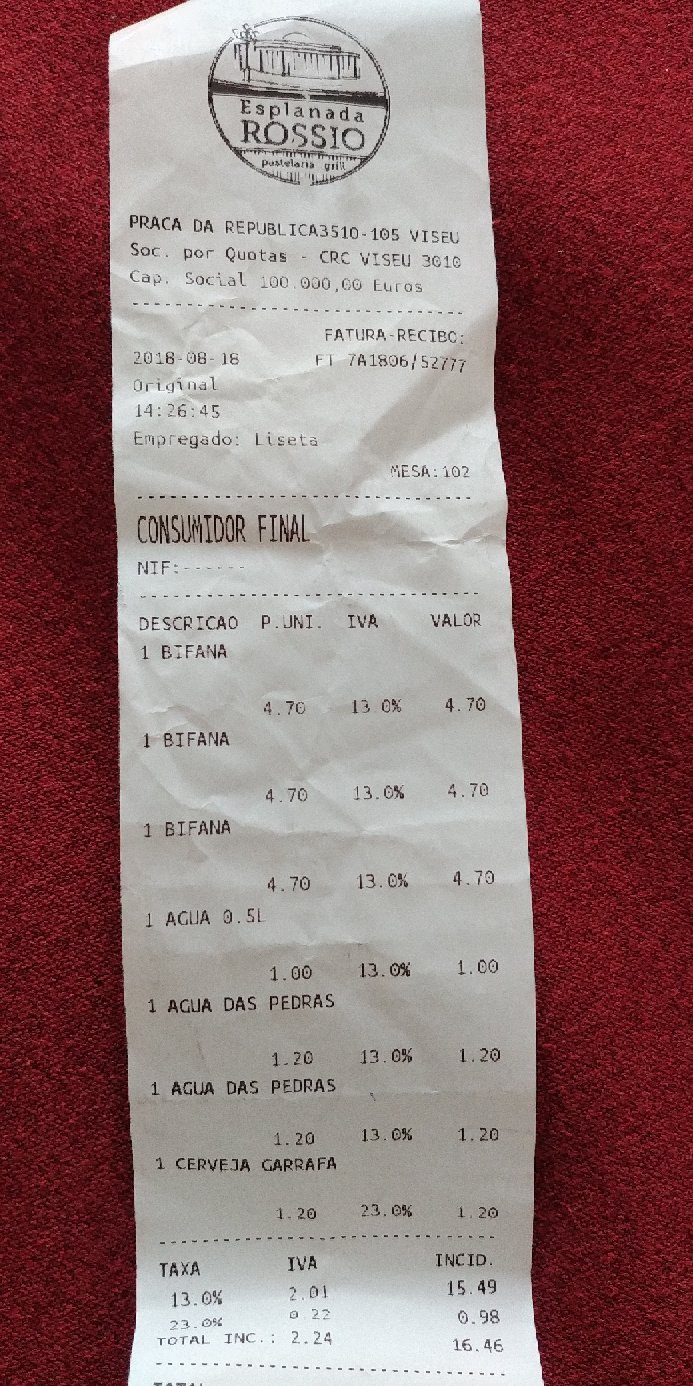 Esplanada
ROSSIO
pastelaria grill
PRACA DA REPUBLICA3510-105 VISEU
Soc. por Quotas - CRC VISEU 3010
Cap. Social 100.000,00 Euros
FATURA-RECIBO:
2018-08-18 FT 7A1806/52777
Original
14:26:45
Empregado: Liseta
MESA:102
CONSUMIDOR FINAL
NIF:------
DESCRICAO P.UNI. IVA VALOR
1 BIFANA
4.70 13.0% 4.70
1 BIFANA
4.70 13.0% 4.70
1 BIFANA
4.70 13.0% 4.70
1 AGUA 0.5L
1.00 13.0% 1.00
1 AGUA DAS PEDRAS
1.20 13.0% 1.20
1 AGUA DAS PEDRAS
1.20 13.0% 1.20
1 CERVEJA GARRAFA
1.20 23.0% 1.20
TAXA IVA INCID.
13.0% 2.01 15.49
23.0% 0.22 0.98
TOTAL INC.: 2.24 16.46